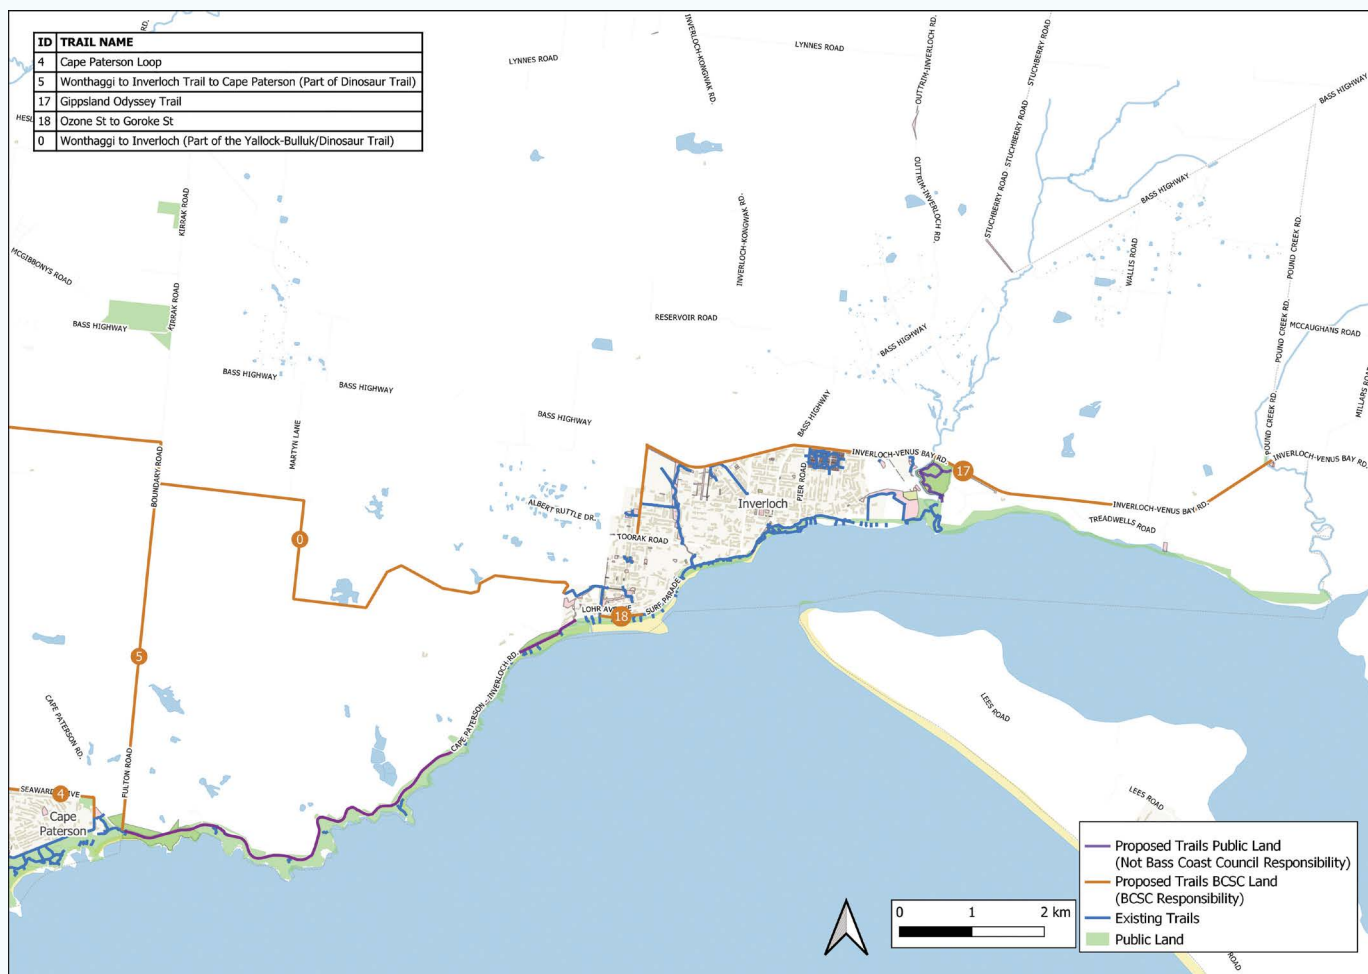 ID TRAIL NAME
4 Cape Paterson Loop
5 Wonthaggi to Inverloch Trail to Cape Paterson (Part of Dinosaur Trail)
17 Gippsland Odyssey Trail
18 Ozone St to Goroke St
0 Wonthaggi to Inverloch (Part of the Yallock-Bulluk/Dinosaur Trail)
RD.
LYNNES ROAD
LYNNES ROAD
INVERLOCH-KONGWAK RD.
OUTTRIM-INVERLOCH RD.
STUCHBERRY ROAD
STUCHBERRY ROAD
BASS HIGHWAY
KIRRAK ROAD
INVERLOCH-KONGWAK RD.
OUTTRIM-INVERLOCH RD.
STUCHBERRY ROAD
BASS HIGHWAY
WALLIS ROAD
POUND CREEK RD.
MCGIBBONYS ROAD
KIRRAK ROAD
BASS HIGHWAY
RESERVOIR ROAD
BASS HIGHWAY
POUND CREEK RD.
MCCAUGHANS ROAD
BASS HIGHWAY
BASS HIGHWAY
BASS HIGHWAY
BASS HIGHWAY
MILLARS RO
MARTYN LANE
BOUNDARY ROAD
POUND CREEK RD.
INVERLOCH-VENUS BAY RD.
17
INVERLOCH-VENUS BAY RD.
PIER ROAD
Inverloch
INVERLOCH-VENUS BAY RD.
TREADWELLS ROAD
ALBERT RUTTLE DR.
TOORAK ROAD
0
LOHR AVENUE
18
SURF PARADE
5
CAPE PATERSON - INVERLOCH RD.
CAPE PATERSON RD.
LEES ROAD
FULTON ROAD
SEAWARD DRIVE
4
Cape
Paterson
LEES ROAD
Proposed Trails Public Land
(Not Bass Coast Council Responsibility)
Proposed Trails BCSC Land
(BCSC Responsibility)
Existing Trails
Public Land
0 1 2 km